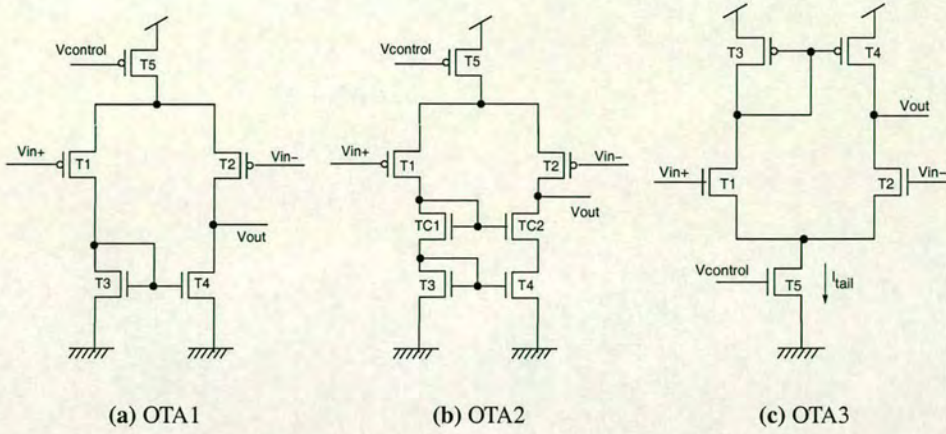 Vcontrol
T5
Vin+
T1
T2
Vin−
Vout
T3
T4
(a) OTA1
Vcontrol
T5
Vin+
T1
T2
Vin−
Vout
TC1
TC2
T3
T4
(b) OTA2
T3
T4
Vout
Vin+
T1
T2
Vin−
Vcontrol
T5
Itail
(c) OTA3